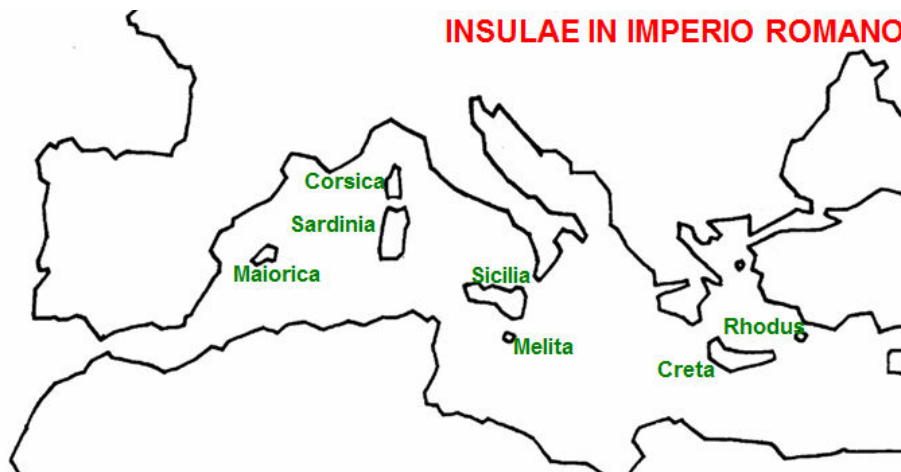 INSULAE IN IMPERIO ROMANO
Corsica
Sardinia
Maiorica
Sicilia
Melita
Rhodus
Creta